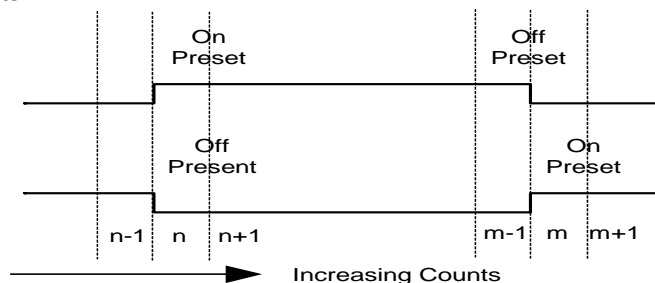 On Off
Preset Preset
Off On
Present Preset
n-1 n n+1 m-1 m m+1
Increasing Counts